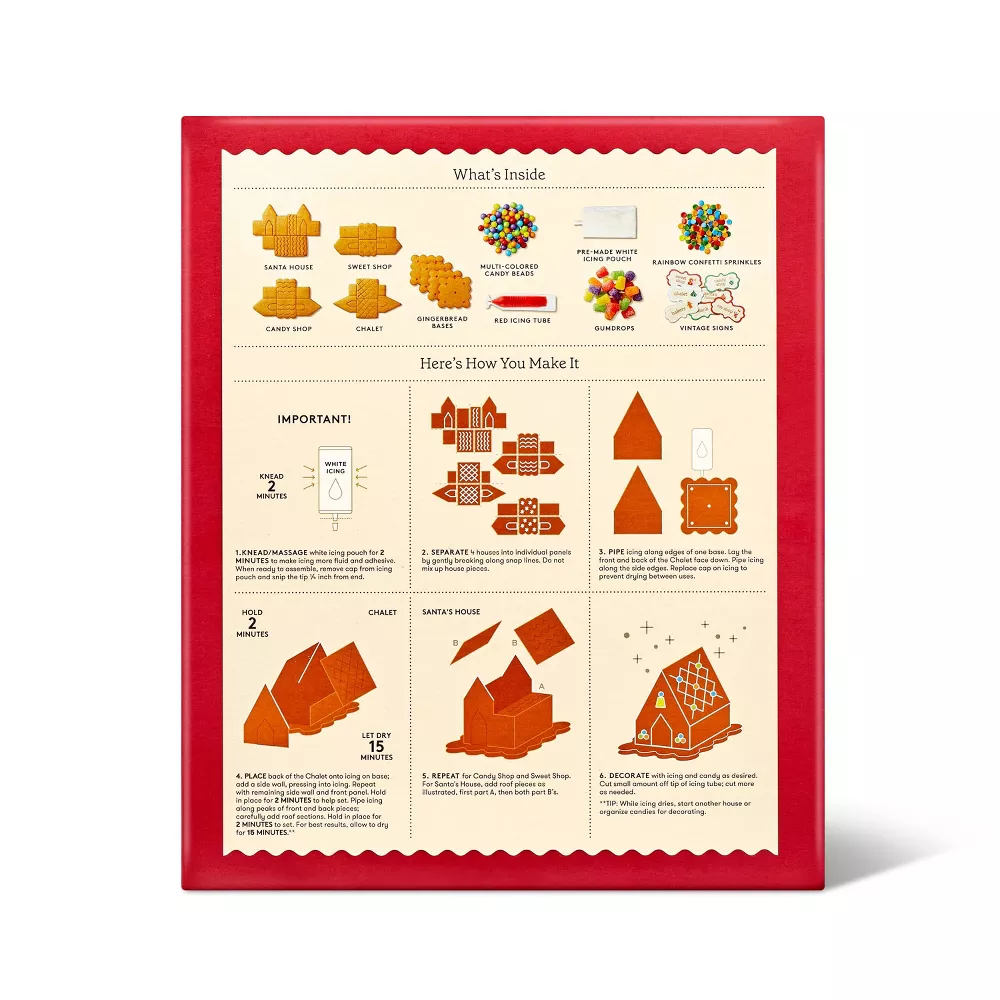 What's Inside
SANTA HOUSE
SWEET SHOP
MULTI-COLORED
CANDY BEADS
PRE-MADE WHITE
ICING POUCH
RAINBOW CONFETTI SPRINKLES
CANDY SHOP
CHALET
GINGERBREAD
BASES
RED ICING TUBE
GUMDROPS
VINTAGE SIGNS
Here's How You Make It
IMPORTANT!
KNEAD
2
MINUTES
WHITE
ICING
1.KNEAD/MASSAGE white icing pouch for 2
MINUTES to make icing more fluid and adhesive.
When ready to assemble, remove cap from icing
pouch and snip the tip ¼ inch from end.
2. SEPARATE 4 houses into individual panels
by gently breaking along snap lines. Do not
mix up house pieces.
3. PIPE icing along edges of one base. Lay the
front and back of the Chalet face down. Pipe icing
along the side edges. Replace cap on icing to
prevent drying between uses.
HOLD
2
MINUTES
CHALET
LET DRY
15
MINUTES
4. PLACE back of the Chalet onto icing on base;
add a side wall, pressing into icing. Repeat
with remaining side wall and front panel. Hold
in place for 2 MINUTES to help set. Pipe icing
along peaks of front and back pieces;
carefully add roof sections. Hold in place for
2 MINUTES to set. For best results, allow to dry
for 15 MINUTES.**
SANTA'S HOUSE
B
B
A
5. REPEAT for Candy Shop and Sweet Shop.
For Santa's House, add roof pieces as
illustrated, first part A, then both part B's.
6. DECORATE with icing and candy as desired.
Cut small amount off tip of icing tube; cut more
as needed.
**TIP: While icing dries, start another house or
organize candies for decorating.